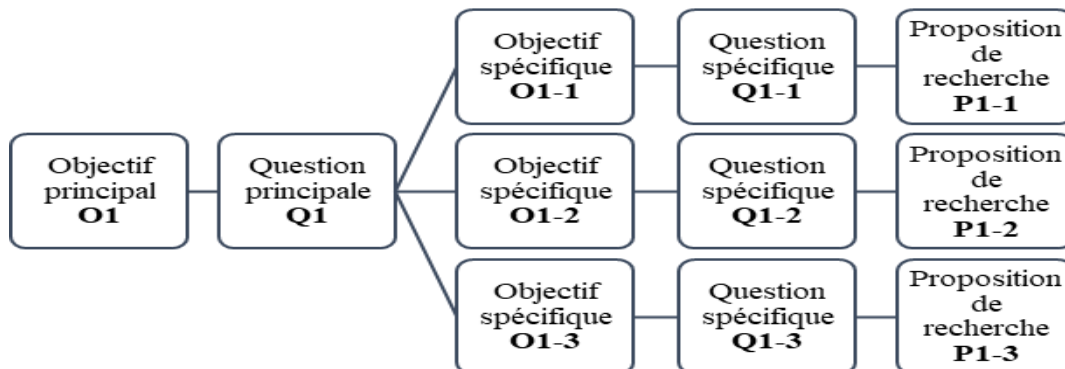 Objectif
principal
O1
Question
principale
Q1
Objectif
spécifique
O1-1
Question
spécifique
Q1-1
Proposition
de
recherche
P1-1
Objectif
spécifique
O1-2
Question
spécifique
Q1-2
Proposition
de
recherche
P1-2
Objectif
spécifique
O1-3
Question
spécifique
Q1-3
Proposition
de
recherche
P1-3